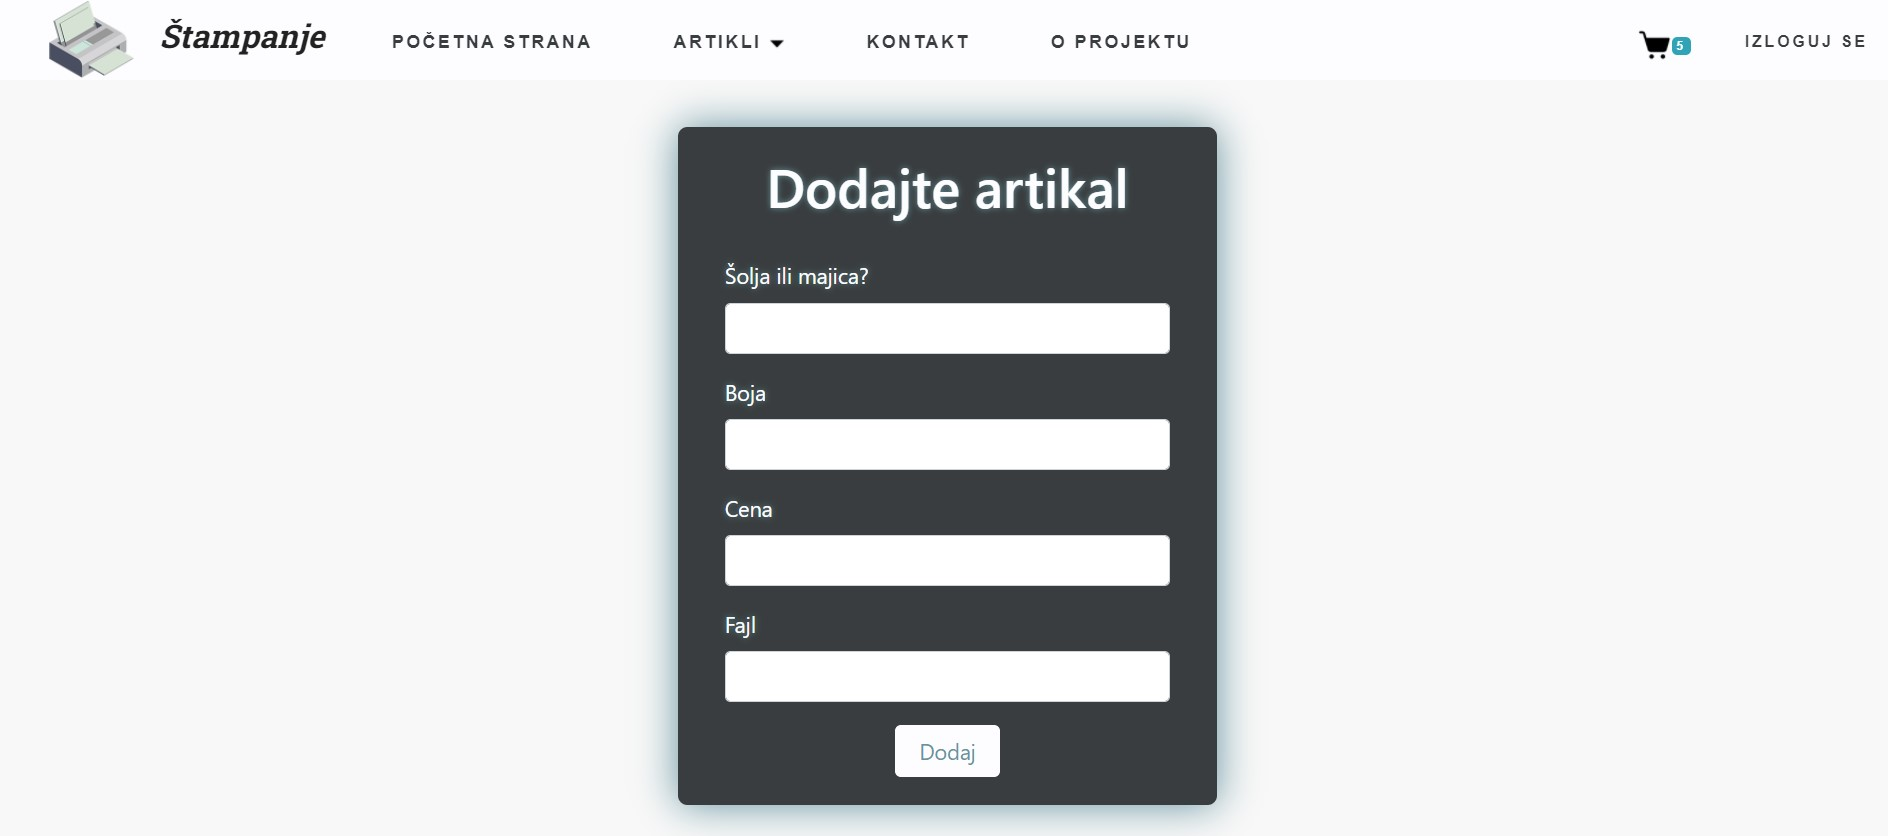 Štampanje
POČETNA STRANA
ARTIKLI
KONTAKT
O PROJEKTU
5
IZLOGUJ SE
Dodajte artikal
Šolja ili majica?
Boja
Cena
Fajl
Dodaj